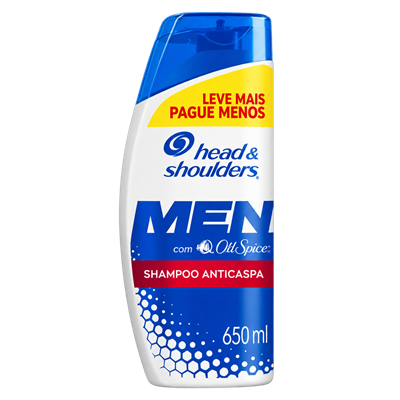 LEVE MAIS
PAGUE MENOS
head &
shoulders®
MEN
com Old Spice
SHAMPOO ANTICASPA
650 ml